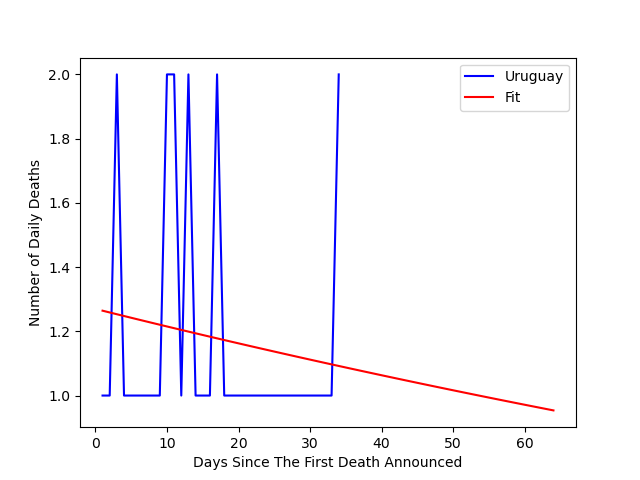 Uruguay
Fit
2.0
1.8
1.6
1.4
1.2
1.0
Number of Daily Deaths
0 10 20 30 40 50 60
Days Since The First Death Announced